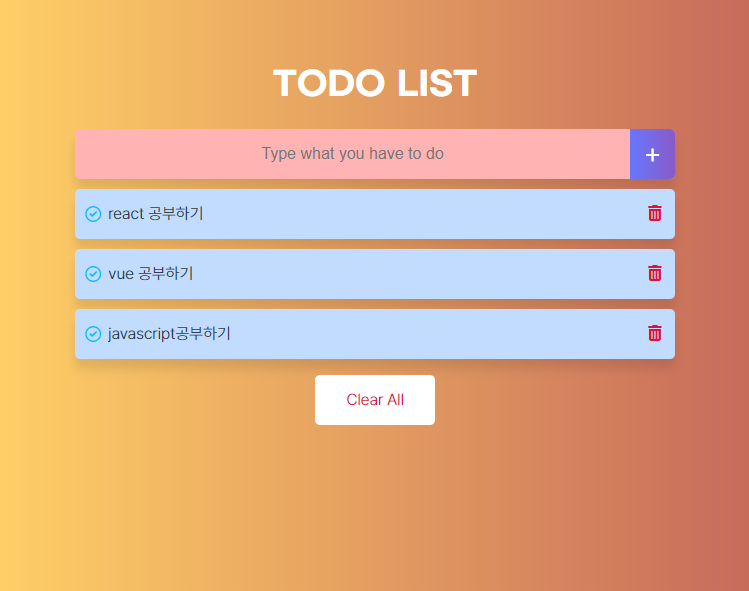 TODO LIST
Type what you have to do
+
react 공부하기
vue 공부하기
javascript공부하기
Clear All